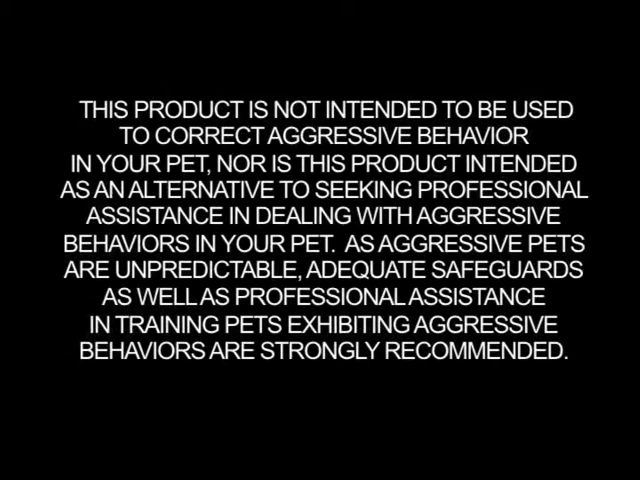 THIS PRODUCT IS NOT INTENDED TO BE USED
TO CORRECT AGGRESSIVE BEHAVIOR
IN YOUR PET, NOR IS THIS PRODUCT INTENDED
AS AN ALTERNATIVE TO SEEKING PROFESSIONAL
ASSISTANCE IN DEALING WITH AGGRESSIVE
BEHAVIORS IN YOUR PET. AS AGGRESSIVE PETS
ARE UNPREDICTABLE, ADEQUATE SAFEGUARDS
AS WELL AS PROFESSIONAL ASSISTANCE
IN TRAINING PETS EXHIBITING AGGRESSIVE
BEHAVIORS ARE STRONGLY RECOMMENDED.